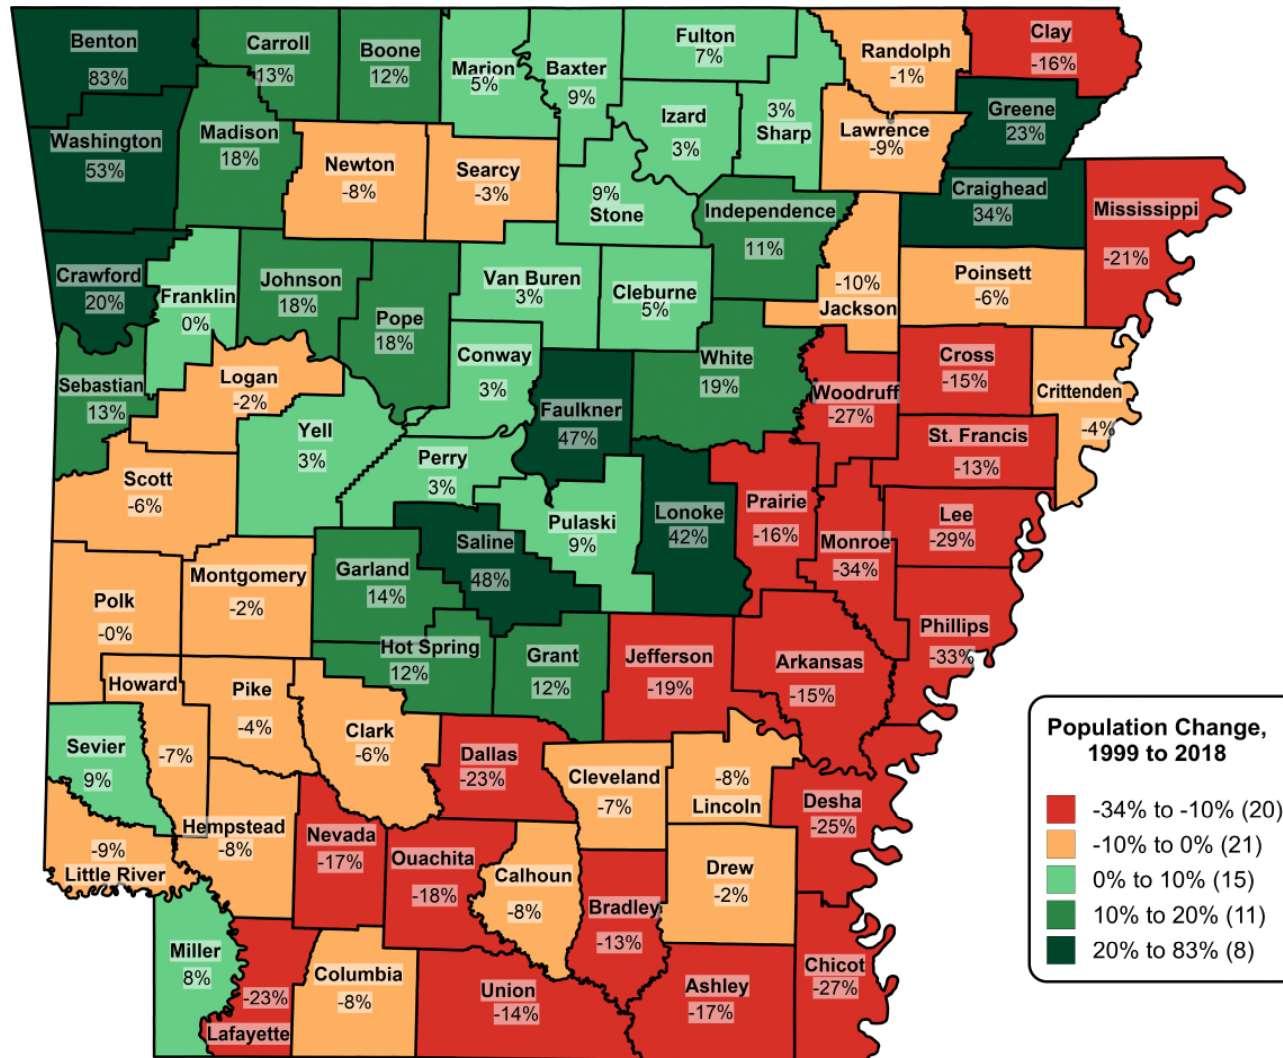 Benton
83%
Carroll
13%
Boone
12%
Marion
5%
Baxter
9%
Fulton
7%
Randolph
-1%
Clay
-16%
Washington
53%
Madison
18%
Newton
-8%
Searcy
-3%
Izard
3%
3%
Sharp
Lawrence
-9%
Greene
23%
9%
Stone
Independence
11%
Craighead
34%
Mississippi
-21%
Crawford
20%
Franklin
0%
Johnson
18%
Pope
18%
Van Buren
3%
Cleburne
5%
-10%
Jackson
Poinsett
-6%
Sebastian
13%
Logan
-2%
Conway
3%
White
19%
Woodruff
-27%
Cross
-15%
Crittenden
-4%
Scott
-6%
Yell
3%
Perry
3%
Faulkner
47%
St. Francis
-13%
Pulaski
9%
Lonoke
42%
Prairie
-16%
Monroe
-34%
Lee
-29%
Polk
-0%
Montgomery
-2%
Garland
14%
Saline
48%
Hot Spring
12%
Grant
12%
Jefferson
-19%
Arkansas
-15%
Phillips
-33%
Howard
-7%
Pike
-4%
Clark
-6%
Dallas
-23%
Sevier
9%
Cleveland
-7%
-8%
Lincoln
Desha
-25%
-9%
Little River
Hempstead
-8%
Nevada
-17%
Ouachita
-18%
Calhoun
-8%
Bradley
-13%
Drew
-2%
Miller
8%
-23%
Lafayette
Columbia
-8%
Union
-14%
Ashley
-17%
Chicot
-27%
Population Change,
1999 to 2018
-34% to -10% (20)
-10% to 0% (21)
0% to 10% (15)
10% to 20% (11)
20% to 83% (8)